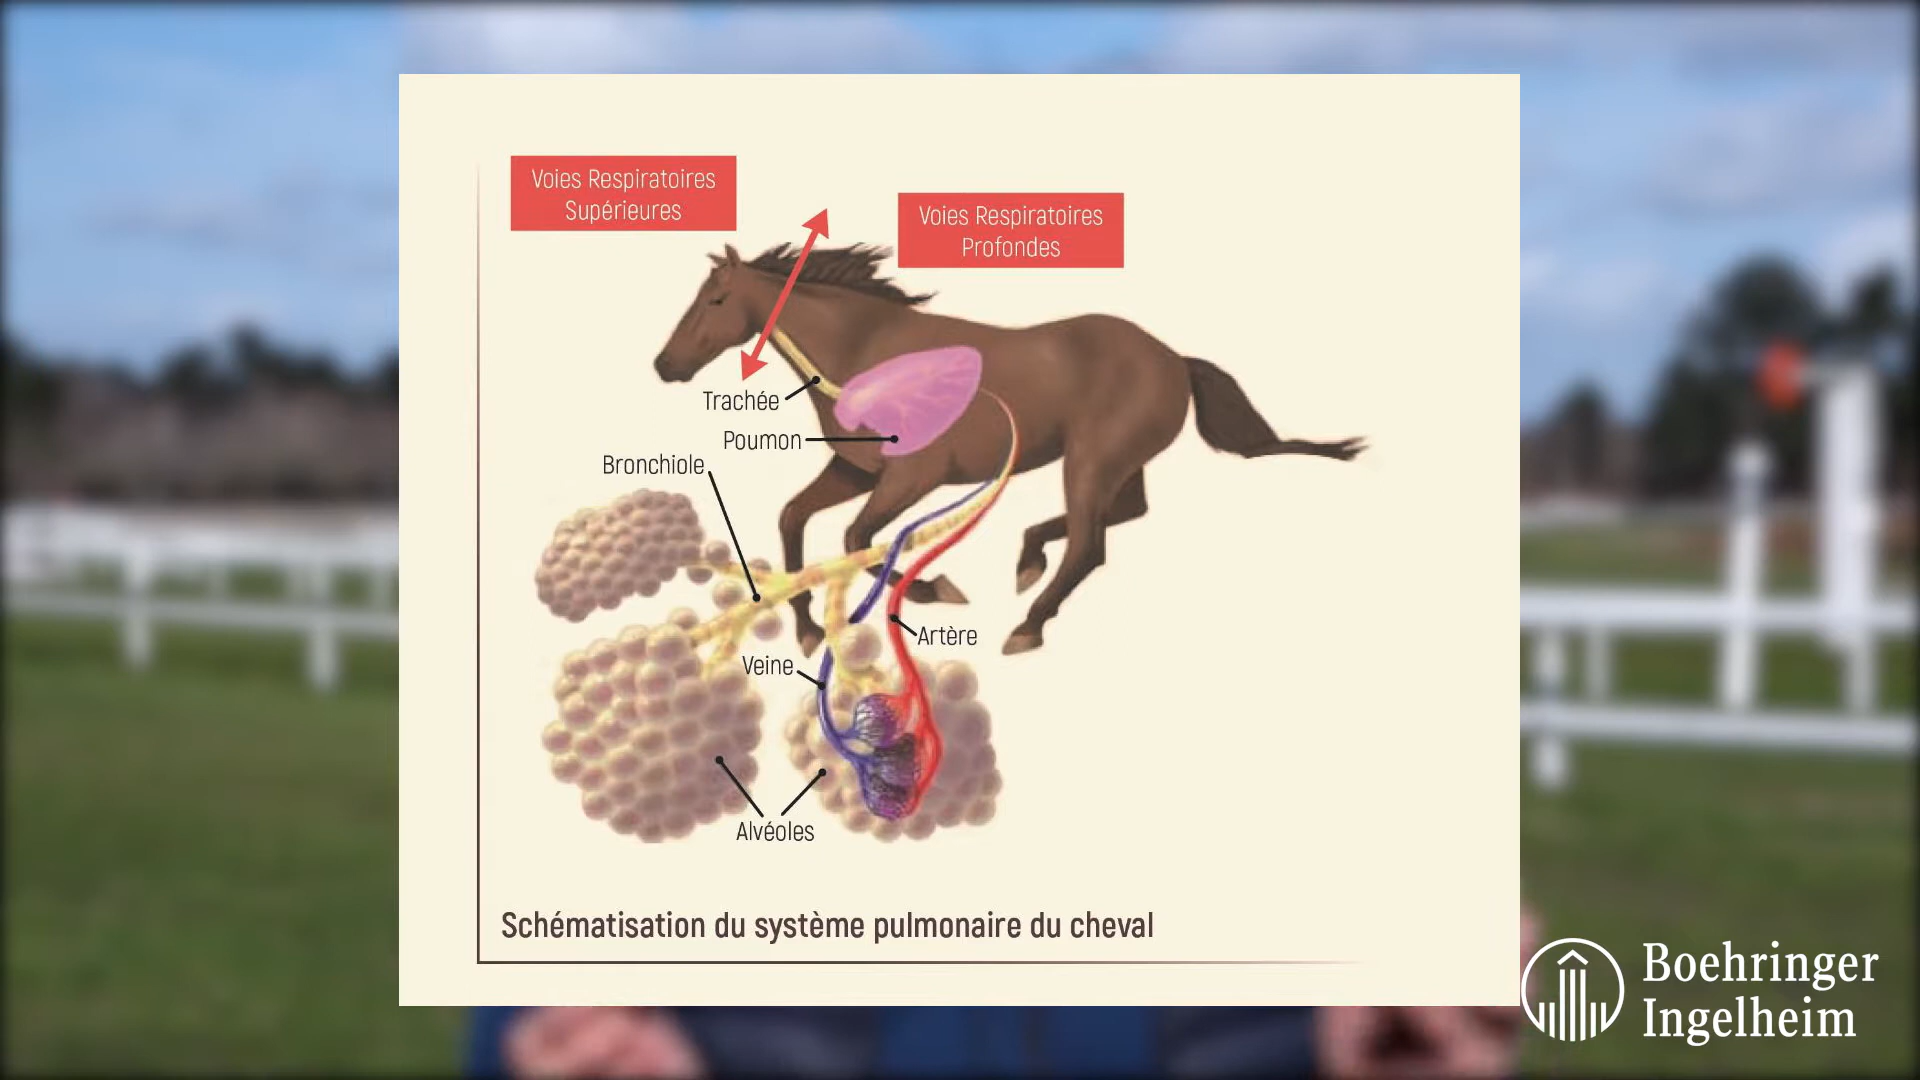 Voies Respiratoires
Supérieures
Voies Respiratoires
Profondes
Trachée
Poumon
Bronchiole
Artère
Veine
Alvéoles
Schématisation du système pulmonaire du cheval
Boehringer
Ingelheim